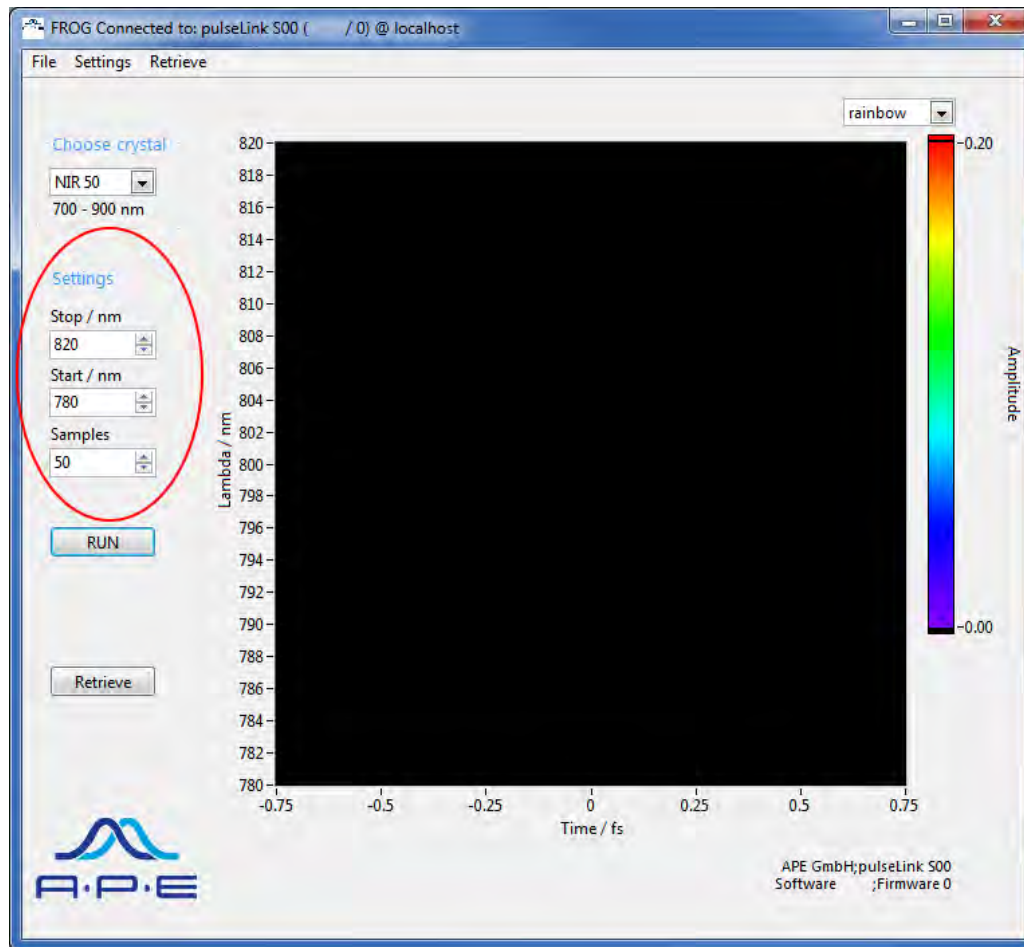 FROG Connected to: pulseLink S00 ( / 0) @ localhost
File Settings Retrieve
rainbow
Choose crystal
NIR 50
700 - 900 nm
Settings
Stop / nm
820
Start / nm
780
Samples
50
RUN
Retrieve
Lambda / nm
820
818
816
814
812
810
808
806
804
802
800
798
796
794
792
790
788
786
784
782
780
-0.75 -0.5 -0.25 0 0.25 0.5 0.75
Time / fs
0.20
0.00
Amplitude
A·P·E
APE GmbH;pulseLink S00
Software ;Firmware 0